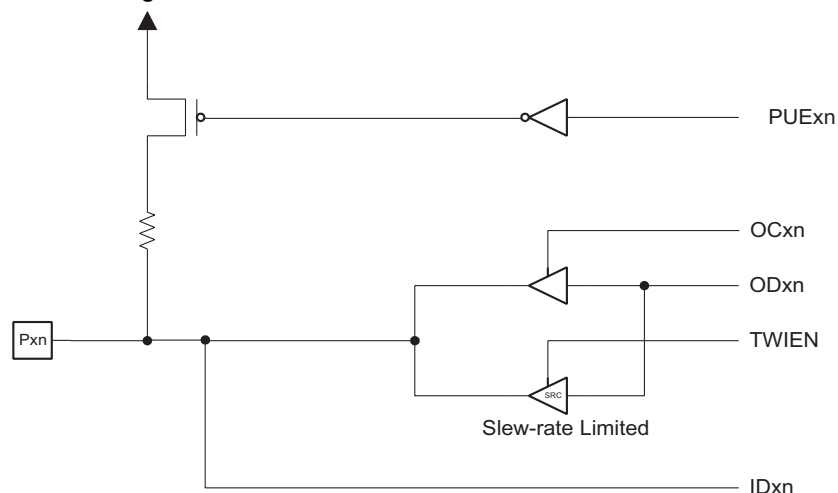 PUExn
OCxn
ODxn
Pxn
TWIEN
SRC
Slew-rate Limited
IDxn